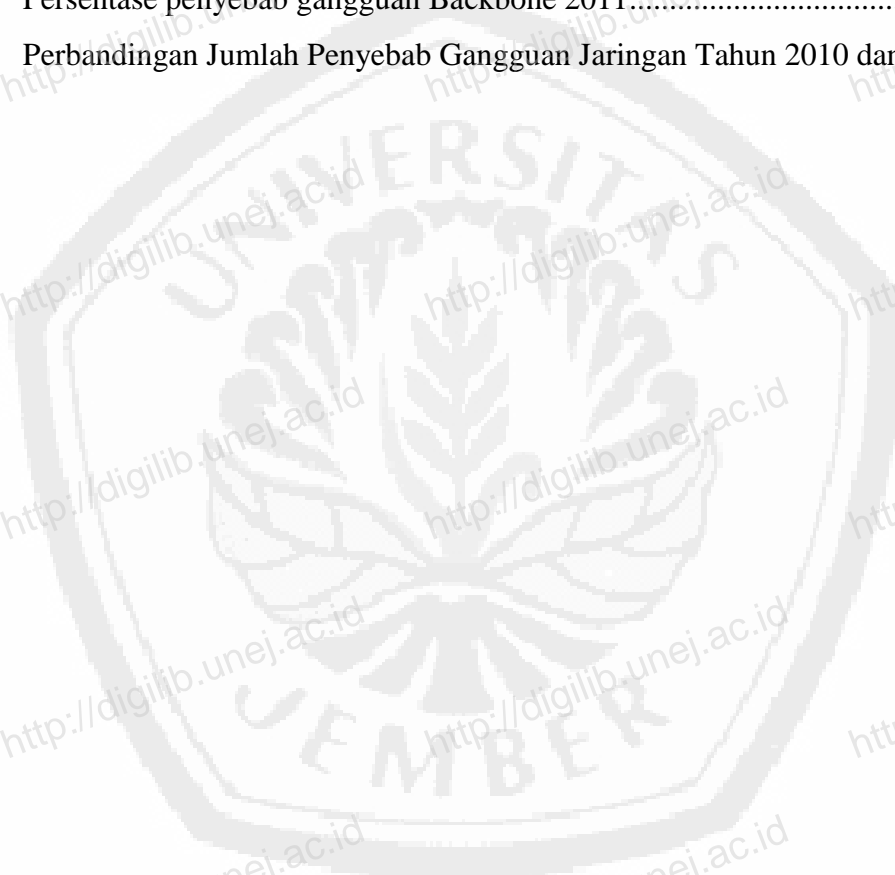 Persentase penyebab gangguan Backbone 2011........................................
Perbandingan Jumlah Penyebab Gangguan Jaringan Tahun 2010 dan
http://digilib.unej.ac.id
http://digilib.unej.ac.id
UNIVERSITAS
http://digilib.unej.ac.id
http://digilib.unej.ac.id
http://digilib.unej.ac.id
http://digilib.unej.ac.id
JEMBER